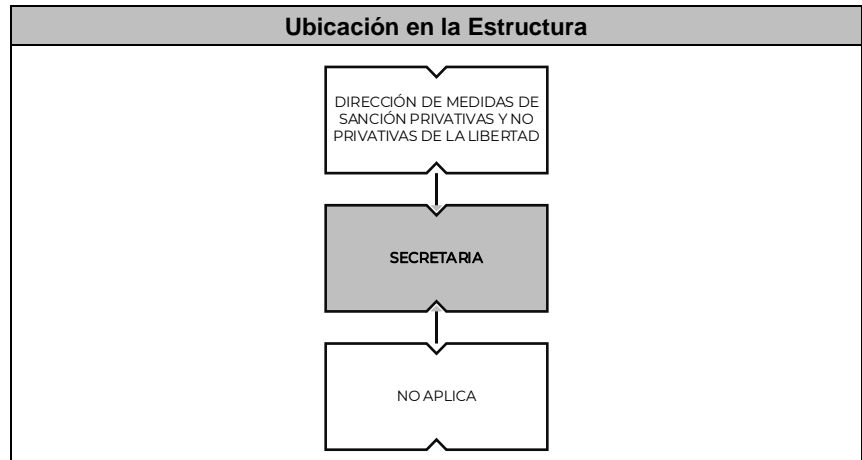 Ubicación en la Estructura
DIRECCIÓN DE MEDIDAS DE
SANCIÓN PRIVATIVAS Y NO
PRIVATIVAS DE LA LIBERTAD
SECRETARIA
NO APLICA